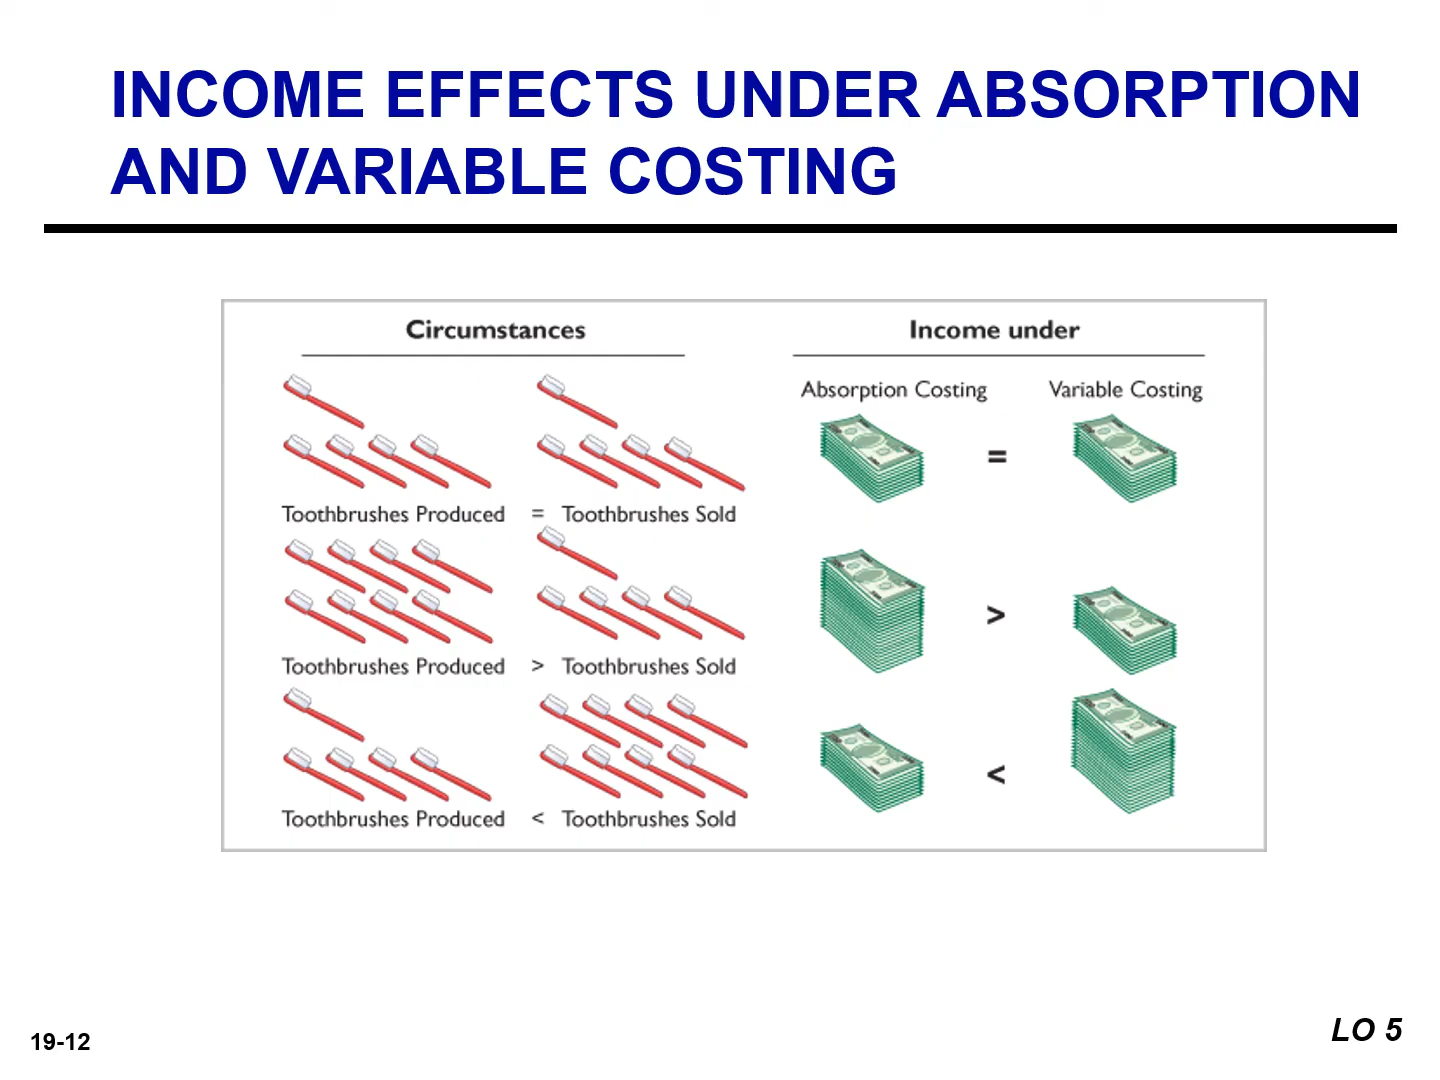 INCOME EFFECTS UNDER ABSORPTION
AND VARIABLE COSTING
Circumstances
Income under
Absorption Costing
Variable Costing
=
Toothbrushes Produced = Toothbrushes Sold
>
Toothbrushes Produced > Toothbrushes Sold
<
Toothbrushes Produced < Toothbrushes Sold
19-12
LO 5